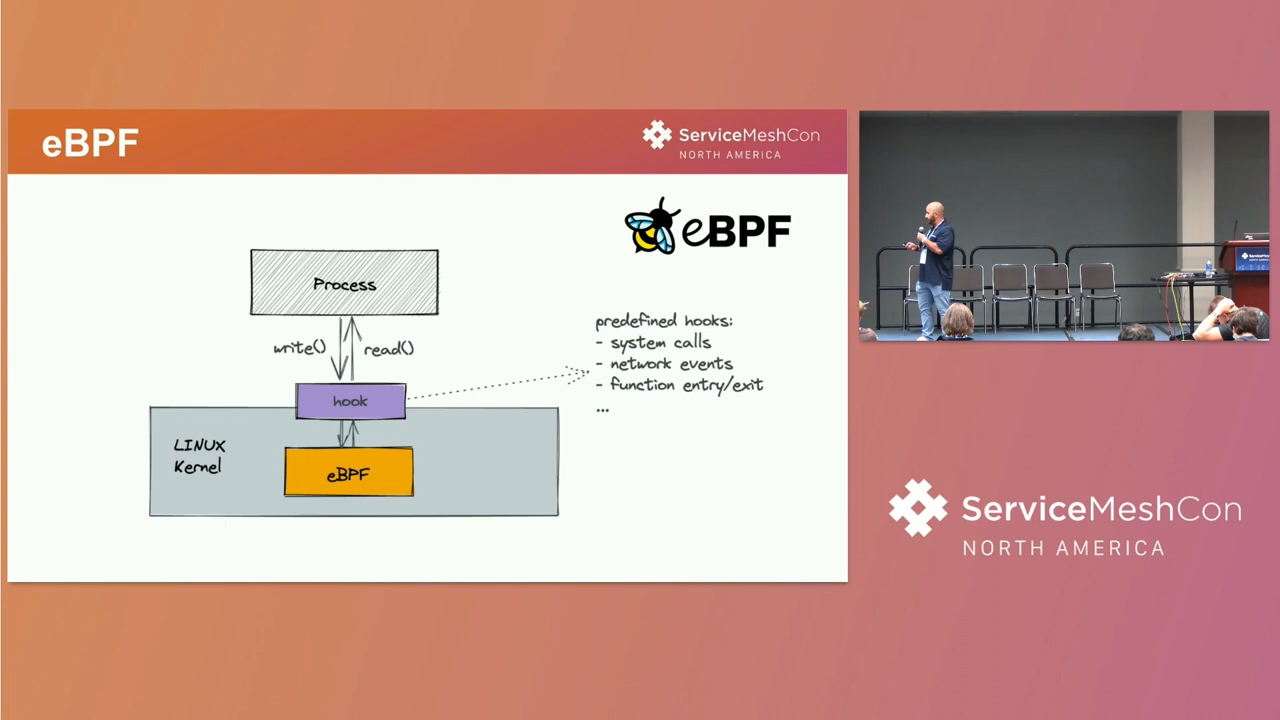 eBPF
ServiceMeshCon
NORTH AMERICA
eBPF
Process
write()
read()
hook
LINUX
Kernel
eBPF
predefined hooks:
- system calls
- network events
- function entry/exit
...
ServiceMeshCon
NORTH AMERICA